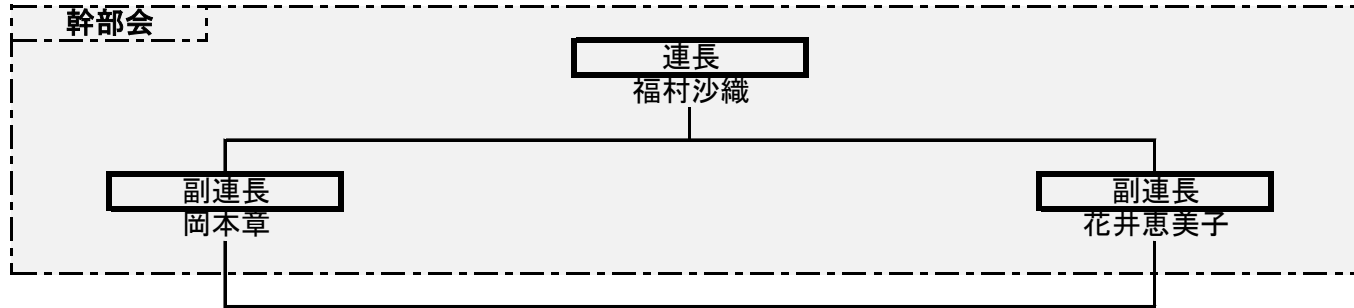 幹部会
連長
福村沙織
副連長
岡本章
副連長
花井恵美子